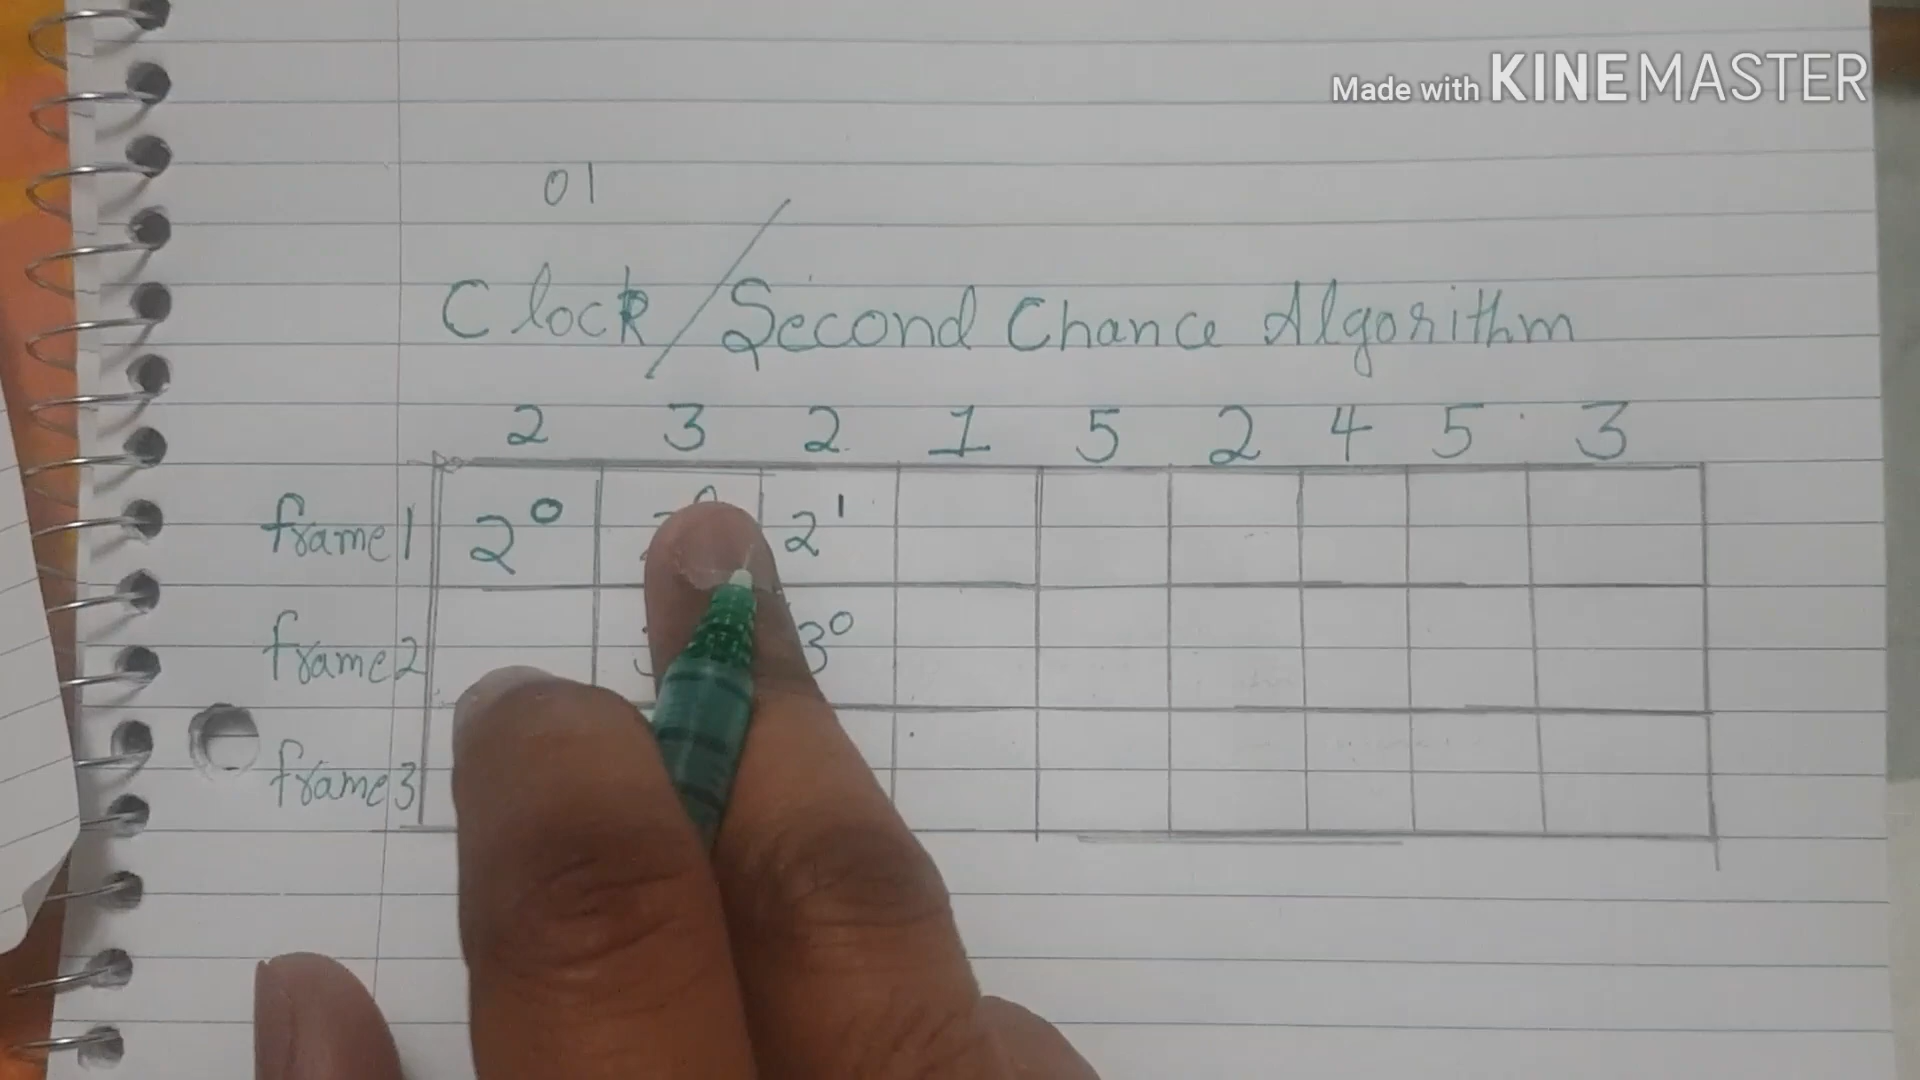 Made with KINEMASTER
01
Clock/Second Chance Algorithm
2 3 2 1 5 2 4 5 3
frame1 2⁰ 2¹
frame2 3⁰
frame3